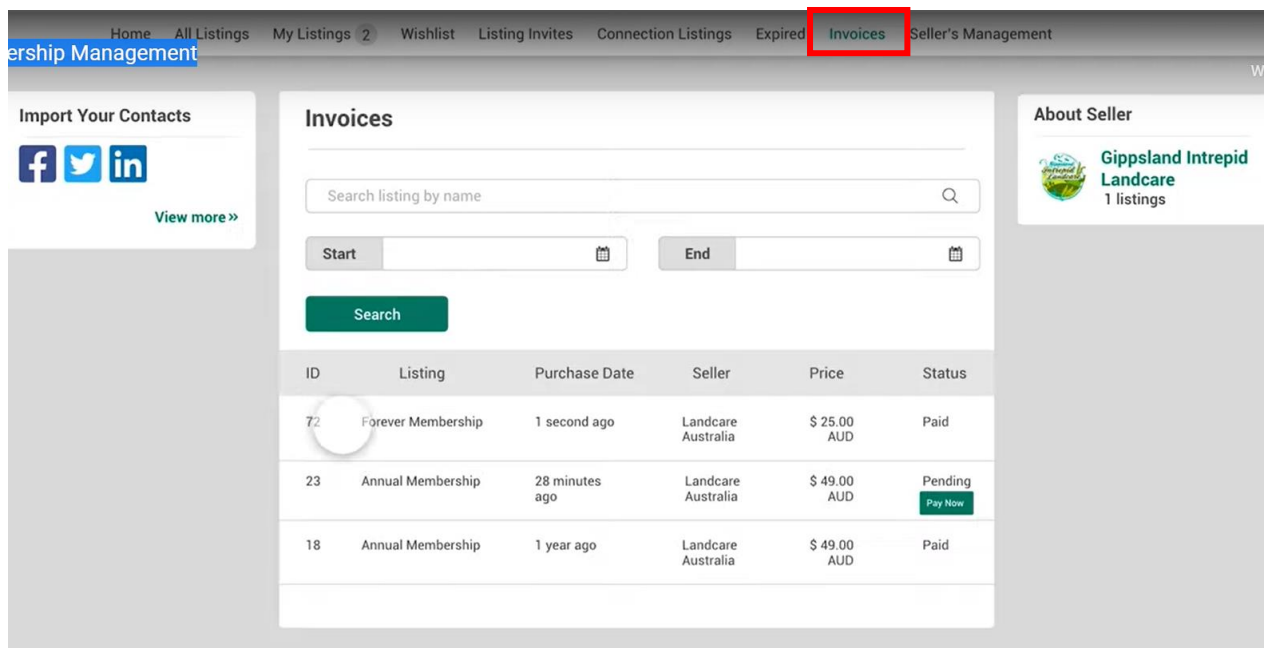 Home All Listings My Listings 2 Wishlist Listing Invites Connection Listings Expired Invoices Seller's Management
ership Management
Import Your Contacts
View more »
Invoices
Search listing by name
Start
End
Search
ID Listing Purchase Date Seller Price Status
72 Forever Membership 1 second ago Landcare Australia $ 25.00 AUD Paid
23 Annual Membership 28 minutes ago Landcare Australia $ 49.00 AUD Pending Pay Now
18 Annual Membership 1 year ago Landcare Australia $ 49.00 AUD Paid
About Seller
Gippsland Intrepid
Landcare
1 listings